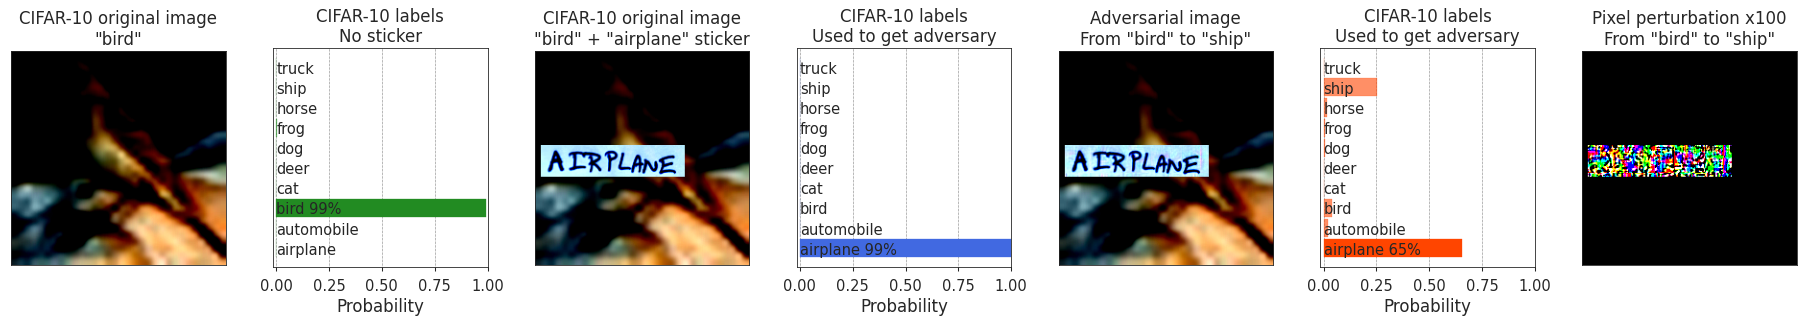 CIFAR-10 original image
"bird"
CIFAR-10 labels
No sticker
truck
ship
horse
frog
dog
deer
cat
bird 99%
automobile
airplane
0.00 0.25 0.50 0.75 1.00
Probability
CIFAR-10 original image
"bird" + "airplane" sticker
AIRPLANE
CIFAR-10 labels
Used to get adversary
truck
ship
horse
frog
dog
deer
cat
bird
automobile
airplane 99%
0.00 0.25 0.50 0.75 1.00
Probability
Adversarial image
From "bird" to "ship"
AIRPLANE
CIFAR-10 labels
Used to get adversary
truck
ship
horse
frog
dog
deer
cat
bird
automobile
airplane 65%
0.00 0.25 0.50 0.75 1.00
Probability
Pixel perturbation x100
From "bird" to "ship"